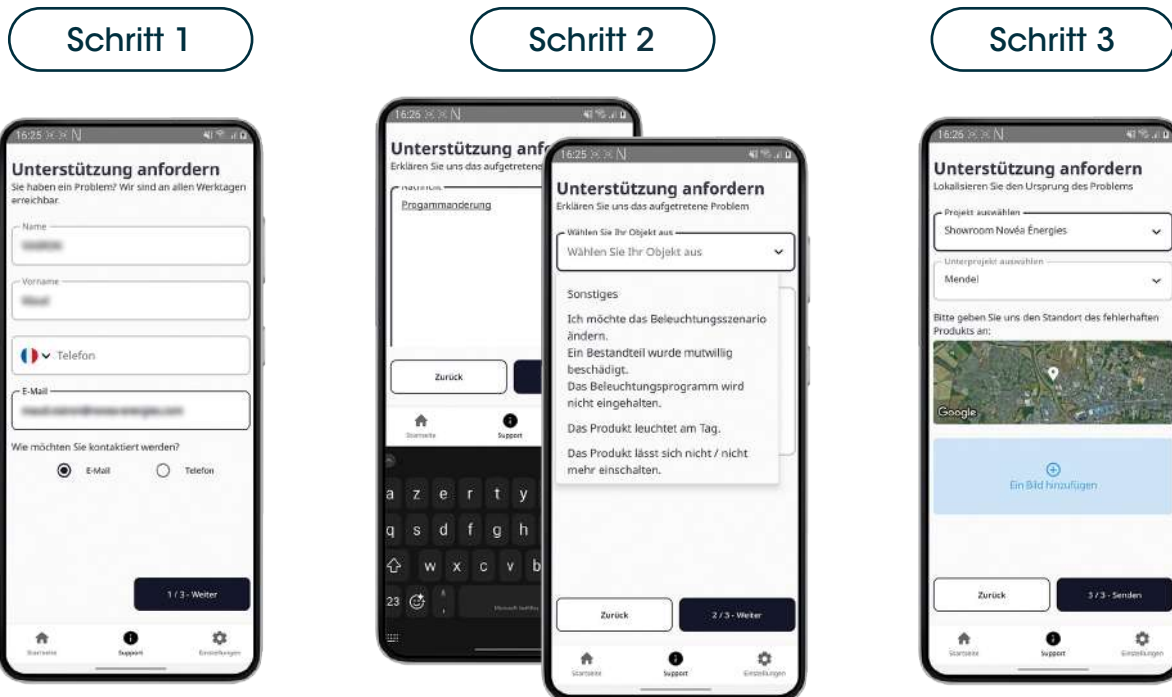 Schritt 1
Schritt 2
Schritt 3
16:25
Unterstützung anfordern
Sie haben ein Problem? Wir sind an allen Werktagen
erreichbar.
Name
Vorname
Telefon
E-Mail
Wie möchten Sie kontaktiert werden?
E-Mail
Telefon
1 / 3 - Weiter
Startseite
Support
Einstellungen
16:26
Unterstützung anf
Erklären Sie uns das aufgetretene
Nachricht
Progammanderung
Zurück
Startseite
Support
a z e r t y
q s d f g h
w x c v b
23
16:25
Unterstützung anfordern
Erklären Sie uns das aufgetretene Problem
Wählen Sie Ihr Objekt aus
Wählen Sie Ihr Objekt aus
Sonstiges
Ich möchte das Beleuchtungsszenario
ändern.
Ein Bestandteil wurde mutwillig
beschädigt.
Das Beleuchtungsprogramm wird
nicht eingehalten.
Das Produkt leuchtet am Tag.
Das Produkt lässt sich nicht / nicht
mehr einschalten.
Zurück
2 / 3 - Weiter
Startseite
Support
Einstellungen
16:26
Unterstützung anfordern
Lokalisieren Sie den Ursprung des Problems
Projekt auswählen
Showroom Novéa Énergies
Unterprojekt auswählen
Mendel
Bitte geben Sie uns den Standort des fehlerhaften
Produkts an:
Google
Ein Bild hinzufügen
Zurück
3 / 3 - Senden
Startseite
Support
Einstellungen